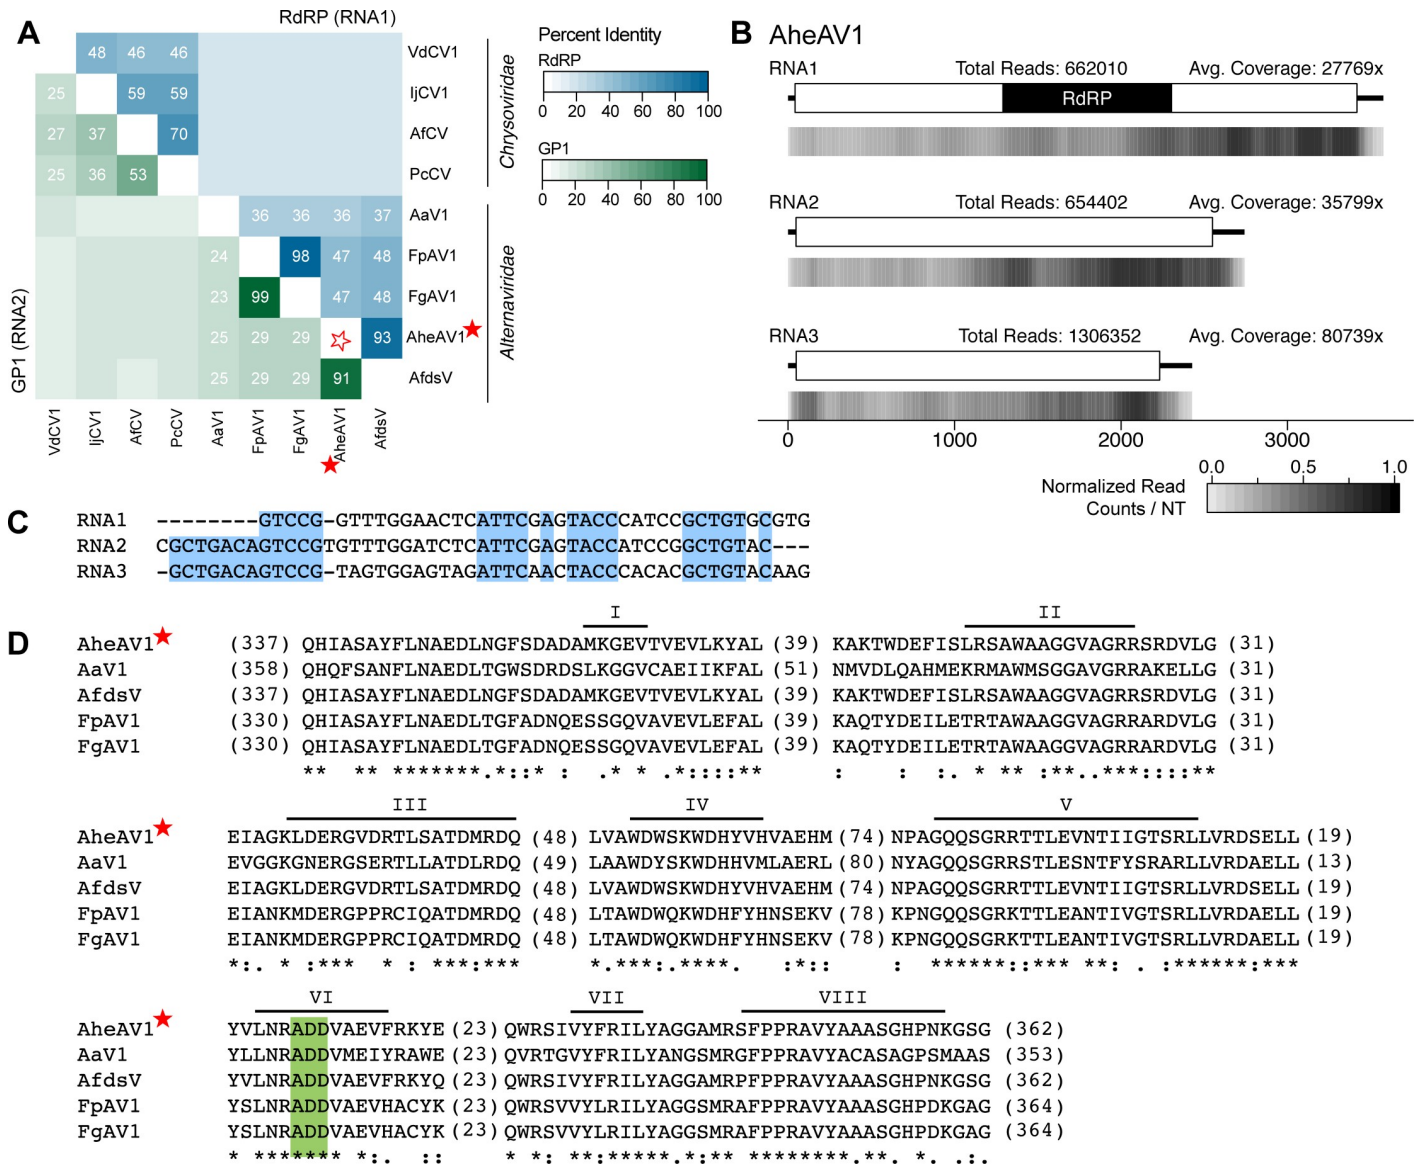 A
RdRP (RNA1)
48 46 46 VdCV1
25 59 59 IjCV1
27 37 70 AfCV
25 36 53 PcCV
36 36 36 37 AaV1
24 98 47 48 FpAV1
23 99 47 48 FgAV1
25 29 29 93 AheAV1
25 29 29 91 AfdsV
GP1 (RNA2)
VdCV1 IjCV1 AfCV PcCV AaV1 FpAV1 FgAV1 AheAV1 AfdsV
Chrysoviridae
Alternaviridae
Percent Identity
RdRP
0 20 40 60 80 100
GP1
0 20 40 60 80 100
B AheAV1
RNA1 Total Reads: 662010 Avg. Coverage: 27769x
RdRP
RNA2 Total Reads: 654402 Avg. Coverage: 35799x
RNA3 Total Reads: 1306352 Avg. Coverage: 80739x
0 1000 2000 3000
Normalized Read
Counts / NT
0.0 0.5 1.0
C
RNA1 --------GTCCG-GTTTGGAACTCATTCGAGTACCCATCCGCTGTGCGTG
RNA2 CGCTGACAGTCCGTGTTTGGATCTCATTCGAGTACCATCCGGCTGTAC---
RNA3 -GCTGACAGTCCG-TAGTGGAGTAGATTCAACTACCCACACGCTGTACAAG
D
I II
AheAV1 (337) QHIASAYFLNAEDLNGFSDADAMKGEVTVEVLKYAL (39) KAKTWDEFISLRSAWAAGGVAGRRSRDVLG (31)
AaV1 (358) QHQFSANFLNAEDLTGWSDRDSLKGGVCAEIIKFAL (51) NMVDLQAHMEKRMAWMSGGAVGRRAKELLG (31)
AfdsV (337) QHIASAYFLNAEDLNGFSDADAMKGEVTVEVLKYAL (39) KAKTWDEFISLRSAWAAGGVAGRRSRDVLG (31)
FpAV1 (330) QHIASAYFLNAEDLTGFADNQESSGQVAVEVLEFAL (39) KAQTYDEILETRTAWAAGGVAGRRARDVLG (31)
FgAV1 (330) QHIASAYFLNAEDLTGFADNQESSGQVAVEVLEFAL (39) KAQTYDEILETRTAWAAGGVAGRRARDVLG (31)
** ** *******.*::* : .* *.*::::** : : :. * ** :**..***::::**
III IV V
AheAV1 EIAGKLDERGVDRTLSATDMRDQ (48) LVAWDWSKWDHYVHVAEHM (74) NPAGQQSGRRTTLEVNTIIGTSRLLVRDSELL (19)
AaV1 EVGGKGNERGSERTLLATDLRDQ (49) LAAWDYSKWDHHVMLAERL (80) NYAGQQSGRRSTLESNTFYSRARLLVRDAELL (13)
AfdsV EIAGKLDERGVDRTLSATDMRDQ (48) LVAWDWSKWDHYVHVAEHM (74) NPAGQQSGRRTTLEVNTIIGTSRLLVRDSELL (19)
FpAV1 EIANKMDERGPPRCIQATDMRDQ (48) LTAWDWQKWDHFYHNSEKV (78) KPNGQQSGRKTTLEANTIVGTSRLLVRDAELL (19)
FgAV1 EIANKMDERGPPRCIQATDMRDQ (48) LTAWDWQKWDHFYHNSEKV (78) KPNGQQSGRKTTLEANTIVGTSRLLVRDAELL (19)
*:. * :*** * : ***:*** *.***:.****. :*:: : ******::*** **: . :******:***
VI VII VIII
AheAV1 YVLNRADDVAEVFRKYE (23) QWRSIVYFRILYAGGAMRSFPPRAVYAAASGHPNKGSG (362)
AaV1 YLLNRADDVMEIYRAWE (23) QVRTGVYFRILYANGSMRGFPPRAVYACASAGPSMAAS (353)
AfdsV YVLNRADDVAEVFRKYQ (23) QWRSIVYFRILYAGGAMRPFPPRAVYAAASGHPNKGSG (362)
FpAV1 YSLNRADDVAEVHACYK (23) QWRSVVYLRILYAGGSMRAFPPRAVYAAASGHPDKGAG (364)
FgAV1 YSLNRADDVAEVHACYK (23) QWRSVVYLRILYAGGSMRAFPPRAVYAAASGHPDKGAG (364)
* ******* *:. :: * *: **:*****.*:** ********.**. *. .:.